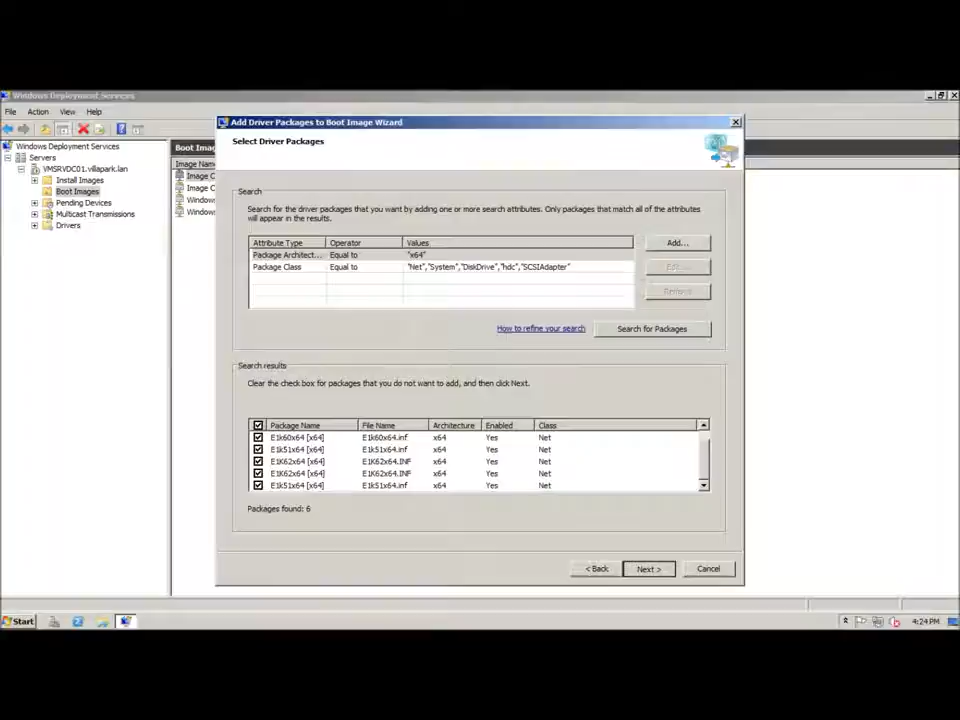 Windows Deployment Services
File Action View Help
Windows Deployment Services
Servers
VMSRVDC01.villapark.lan
Install Images
Boot Images
Pending Devices
Multicast Transmissions
Drivers
Boot Imag
Image Nam
Image C
Image C
Window
Window
Add Driver Packages to Boot Image Wizard
Select Driver Packages
Search
Search for the driver packages that you want by adding one or more search attributes. Only packages that match all of the attributes
will appear in the results.
Attribute Type Operator Values
Package Architect... Equal to "x64"
Package Class Equal to "Net","System","DiskDrive","hdc","SCSIAdapter"
Add...
Edit...
Remove
How to refine your search
Search for Packages
Search results
Clear the check box for packages that you do not want to add, and then click Next.
Package Name File Name Architecture Enabled Class
E1k60x64 [x64] E1k60x64.inf x64 Yes Net
E1k51x64 [x64] E1k51x64.inf x64 Yes Net
E1K62x64 [x64] E1K62x64.INF x64 Yes Net
E1K62x64 [x64] E1K62x64.INF x64 Yes Net
E1k51x64 [x64] E1k51x64.inf x64 Yes Net
Packages found: 6
< Back Next > Cancel
Start
4:24 PM